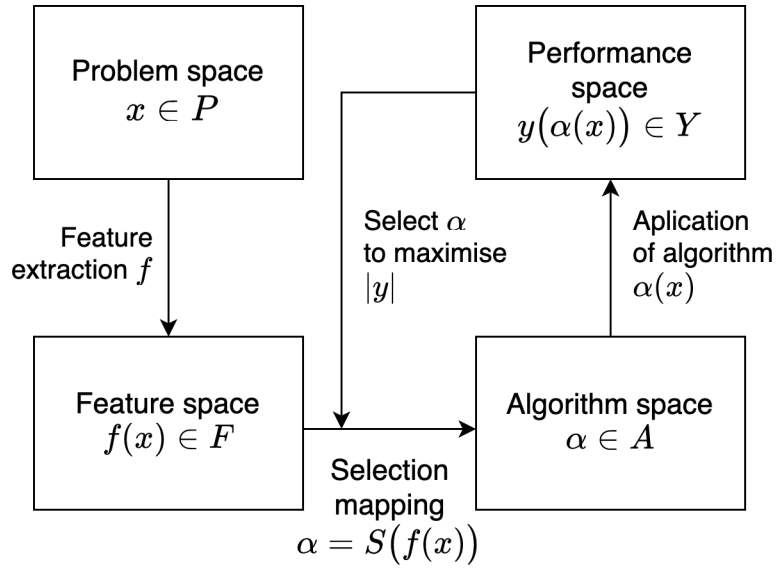 Problem space
x ∈ P
Performance
space
y(α(x)) ∈ Y
Feature
extraction f
Select α
to maximise
|y|
Aplication
of algorithm
α(x)
Feature space
f(x) ∈ F
Algorithm space
α ∈ A
Selection
mapping
α = S(f(x))